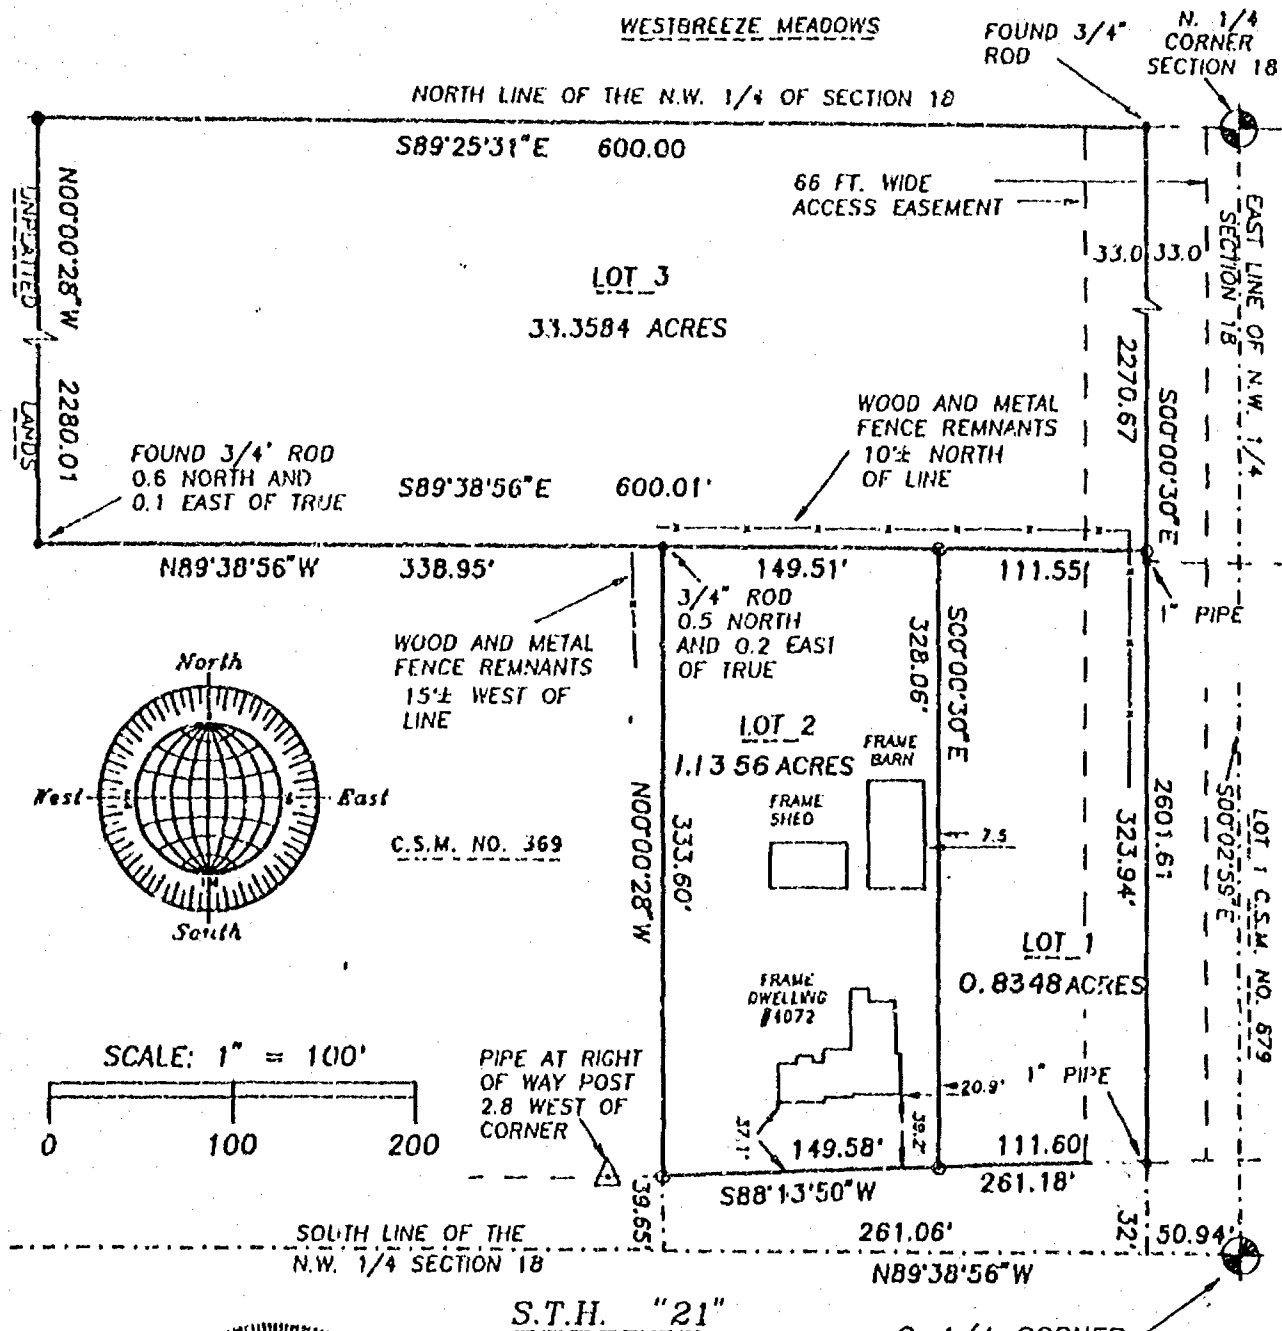 WESTBREEZE MEADOWS
FOUND 3/4"
ROD
N. 1/4
CORNER
SECTION 18
NORTH LINE OF THE N.W. 1/4 OF SECTION 18
S89°25'31"E 600.00
66 FT. WIDE
ACCESS EASEMENT
33.0 33.0
UNPLATTED LANDS
N00°00'28"W 2280.01
LOT 3
33.3584 ACRES
EAST LINE OF N.W. 1/4
SECTION 18
2270.67
S00°00'30"E
WOOD AND METAL
FENCE REMNANTS
10'± NORTH
OF LINE
FOUND 3/4' ROD
0.6 NORTH AND
0.1 EAST OF TRUE
S89°38'56"E 600.01'
N89°38'56"W 338.95'
149.51'
111.55'
1" PIPE
3/4" ROD
0.5 NORTH
AND 0.2 EAST
OF TRUE
WOOD AND METAL
FENCE REMNANTS
15'± WEST OF
LINE
328.06'
S00°00'30"E
North
West
East
South
LOT 2
1.1356 ACRES
FRAME
BARN
FRAME
SHED
7.5
N00°00'28"W
333.60'
C.S.M. NO. 369
323.94'
2601.61
S00°02'59"E
LOT 1 C.S.M. NO. 879
LOT 1
0.8348 ACRES
FRAME
DWELLING
#4072
SCALE: 1" = 100'
0 100 200
PIPE AT RIGHT
OF WAY POST
2.8 WEST OF
CORNER
20.9'
1" PIPE
37.1'
39.2'
149.58'
111.60'
S88°13'50"W
261.18'
39.65'
261.06'
32'
50.94'
SOUTH LINE OF THE
N.W. 1/4 SECTION 18
N89°38'56"W
S.T.H. "21"
1/4 CORNER